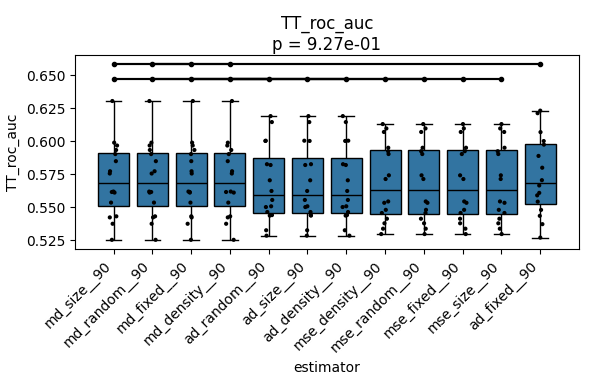 TT_roc_auc
p = 9.27e-01
TT_roc_auc
0.650
0.625
0.600
0.575
0.550
0.525
md_size__90
md_random__90
md_fixed__90
md_density__90
ad_random__90
ad_size__90
ad_density__90
mse_density__90
mse_random__90
mse_fixed__90
mse_size__90
ad_fixed__90
estimator